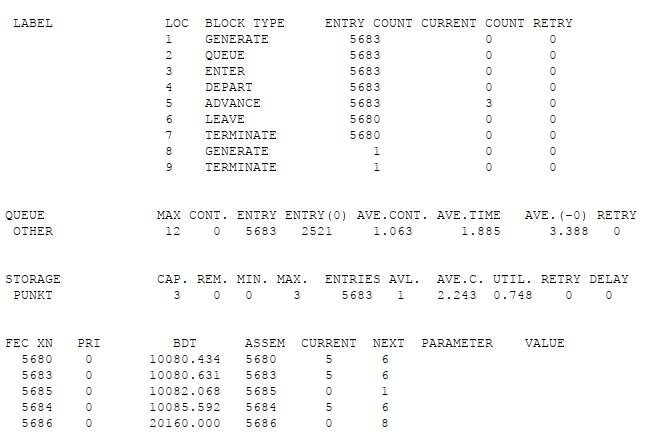 LABEL LOC BLOCK TYPE ENTRY COUNT CURRENT COUNT RETRY
1 GENERATE 5683 0 0
2 QUEUE 5683 0 0
3 ENTER 5683 0 0
4 DEPART 5683 0 0
5 ADVANCE 5683 3 0
6 LEAVE 5680 0 0
7 TERMINATE 5680 0 0
8 GENERATE 1 0 0
9 TERMINATE 1 0 0
QUEUE MAX CONT. ENTRY ENTRY(0) AVE.CONT. AVE.TIME AVE.(-0) RETRY
OTHER 12 0 5683 2521 1.063 1.885 3.388 0
STORAGE CAP. REM. MIN. MAX. ENTRIES AVL. AVE.C. UTIL. RETRY DELAY
PUNKT 3 0 0 3 5683 1 2.243 0.748 0 0
FEC XN PRI BDT ASSEM CURRENT NEXT PARAMETER VALUE
5680 0 10080.434 5680 5 6
5683 0 10080.631 5683 5 6
5685 0 10082.068 5685 0 1
5684 0 10085.592 5684 5 6
5686 0 20160.000 5686 0 8